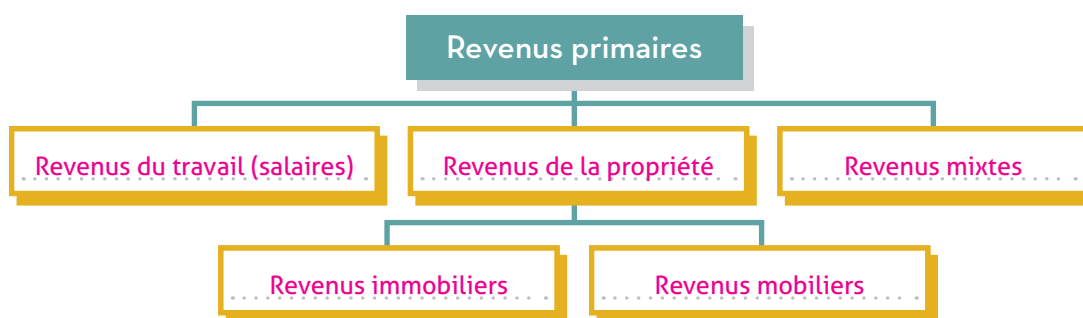 Revenus primaires
Revenus du travail (salaires)
Revenus de la propriété
Revenus mixtes
Revenus immobiliers
Revenus mobiliers